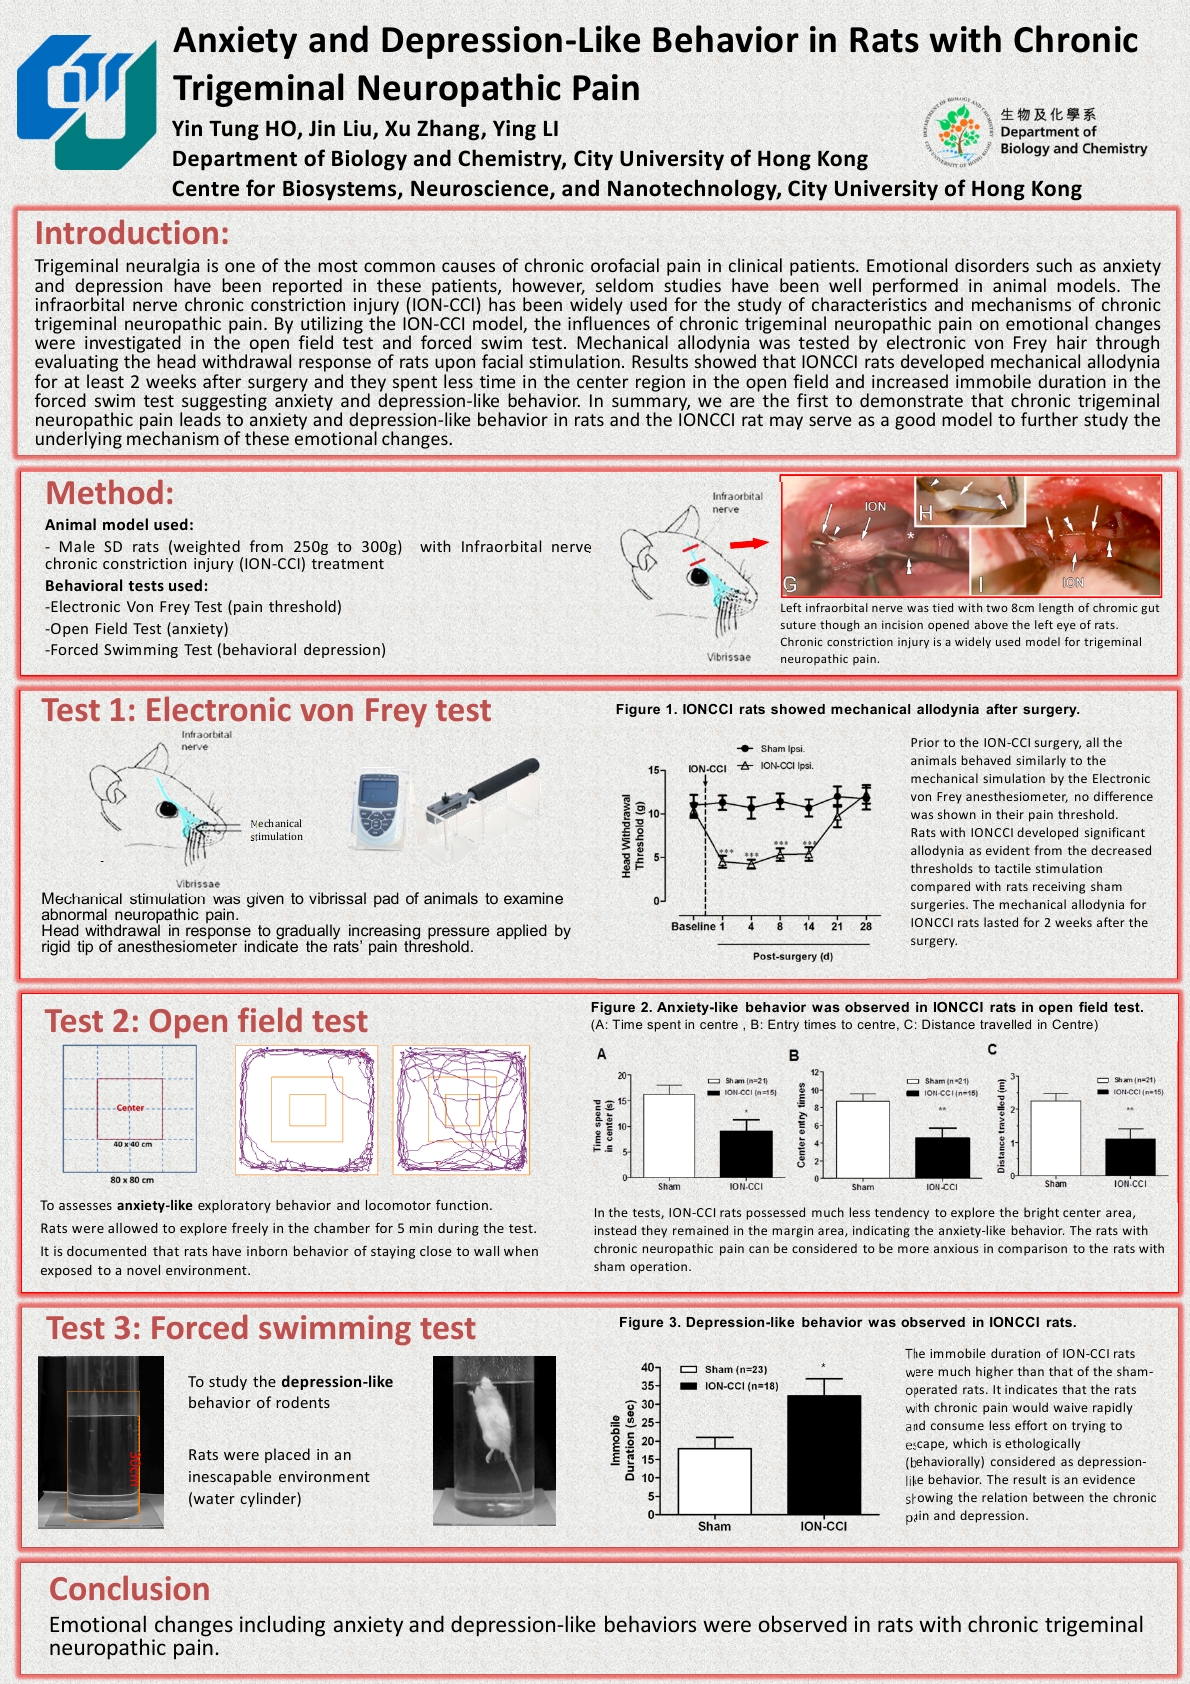 Anxiety and Depression-Like Behavior in Rats with Chronic
Trigeminal Neuropathic Pain
Yin Tung HO, Jin Liu, Xu Zhang, Ying LI
Department of Biology and Chemistry, City University of Hong Kong
Centre for Biosystems, Neuroscience, and Nanotechnology, City University of Hong Kong
CityU
DEPARTMENT OF BIOLOGY AND CHEMISTRY
CITY UNIVERSITY OF HONG KONG
生物及化學系
Department of
Biology and Chemistry
Introduction:
Trigeminal neuralgia is one of the most common causes of chronic orofacial pain in clinical patients. Emotional disorders such as anxiety
and depression have been reported in these patients, however, seldom studies have been well performed in animal models. The
infraorbital nerve chronic constriction injury (ION-CCI) has been widely used for the study of characteristics and mechanisms of chronic
trigeminal neuropathic pain. By utilizing the ION-CCI model, the influences of chronic trigeminal neuropathic pain on emotional changes
were investigated in the open field test and forced swim test. Mechanical allodynia was tested by electronic von Frey hair through
evaluating the head withdrawal response of rats upon facial stimulation. Results showed that IONCCI rats developed mechanical allodynia
for at least 2 weeks after surgery and they spent less time in the center region in the open field and increased immobile duration in the
forced swim test suggesting anxiety and depression-like behavior. In summary, we are the first to demonstrate that chronic trigeminal
neuropathic pain leads to anxiety and depression-like behavior in rats and the IONCCI rat may serve as a good model to further study the
underlying mechanism of these emotional changes.
Method:
Animal model used:
- Male SD rats (weighted from 250g to 300g) with Infraorbital nerve
chronic constriction injury (ION-CCI) treatment
Behavioral tests used:
-Electronic Von Frey Test (pain threshold)
-Open Field Test (anxiety)
-Forced Swimming Test (behavioral depression)
Infraorbital
nerve
Vibrissae
ION
*
H
G
I
ION
Left infraorbital nerve was tied with two 8cm length of chromic gut
suture though an incision opened above the left eye of rats.
Chronic constriction injury is a widely used model for trigeminal
neuropathic pain.
Test 1: Electronic von Frey test
Infraorbital
nerve
Mechanical
stimulation
-
Vibrissae
Mechanical stimulation was given to vibrissal pad of animals to examine
abnormal neuropathic pain.
Head withdrawal in response to gradually increasing pressure applied by
rigid tip of anesthesiometer indicate the rats' pain threshold.
Figure 1. IONCCI rats showed mechanical allodynia after surgery.
Sham Ipsi.
ION-CCI Ipsi.
ION-CCI
Head Withdrawal
Threshold (g)
15
10
5
0
*** *** *** ***
Baseline 1 4 8 14 21 28
Post-surgery (d)
Prior to the ION-CCI surgery, all the
animals behaved similarly to the
mechanical simulation by the Electronic
von Frey anesthesiometer, no difference
was shown in their pain threshold.
Rats with IONCCI developed significant
allodynia as evident from the decreased
thresholds to tactile stimulation
compared with rats receiving sham
surgeries. The mechanical allodynia for
IONCCI rats lasted for 2 weeks after the
surgery.
Test 2: Open field test
Center
40 x 40 cm
80 x 80 cm
To assesses anxiety-like exploratory behavior and locomotor function.
Rats were allowed to explore freely in the chamber for 5 min during the test.
It is documented that rats have inborn behavior of staying close to wall when
exposed to a novel environment.
Figure 2. Anxiety-like behavior was observed in IONCCI rats in open field test.
(A: Time spent in centre , B: Entry times to centre, C: Distance travelled in Centre)
A
Time spend
in center (s)
20
15
10
5
0
Sham (n=21)
ION-CCI (n=15)
*
Sham ION-CCI
B
Center entry times
12
10
8
6
4
2
0
Sham (n=21)
ION-CCI (n=15)
**
Sham ION-CCI
C
Distance travelled (m)
3
2
1
0
Sham (n=21)
ION-CCI (n=15)
**
Sham ION-CCI
In the tests, ION-CCI rats possessed much less tendency to explore the bright center area,
instead they remained in the margin area, indicating the anxiety-like behavior. The rats with
chronic neuropathic pain can be considered to be more anxious in comparison to the rats with
sham operation.
Test 3: Forced swimming test
30cm
To study the depression-like
behavior of rodents
Rats were placed in an
inescapable environment
(water cylinder)
Figure 3. Depression-like behavior was observed in IONCCI rats.
Immobile
Duration (sec)
40
35
30
25
20
15
10
5
0
Sham (n=23)
ION-CCI (n=18)
*
Sham ION-CCI
The immobile duration of ION-CCI rats
were much higher than that of the sham-
operated rats. It indicates that the rats
with chronic pain would waive rapidly
and consume less effort on trying to
escape, which is ethologically
(behaviorally) considered as depression-
like behavior. The result is an evidence
showing the relation between the chronic
pain and depression.
Conclusion
Emotional changes including anxiety and depression-like behaviors were observed in rats with chronic trigeminal
neuropathic pain.